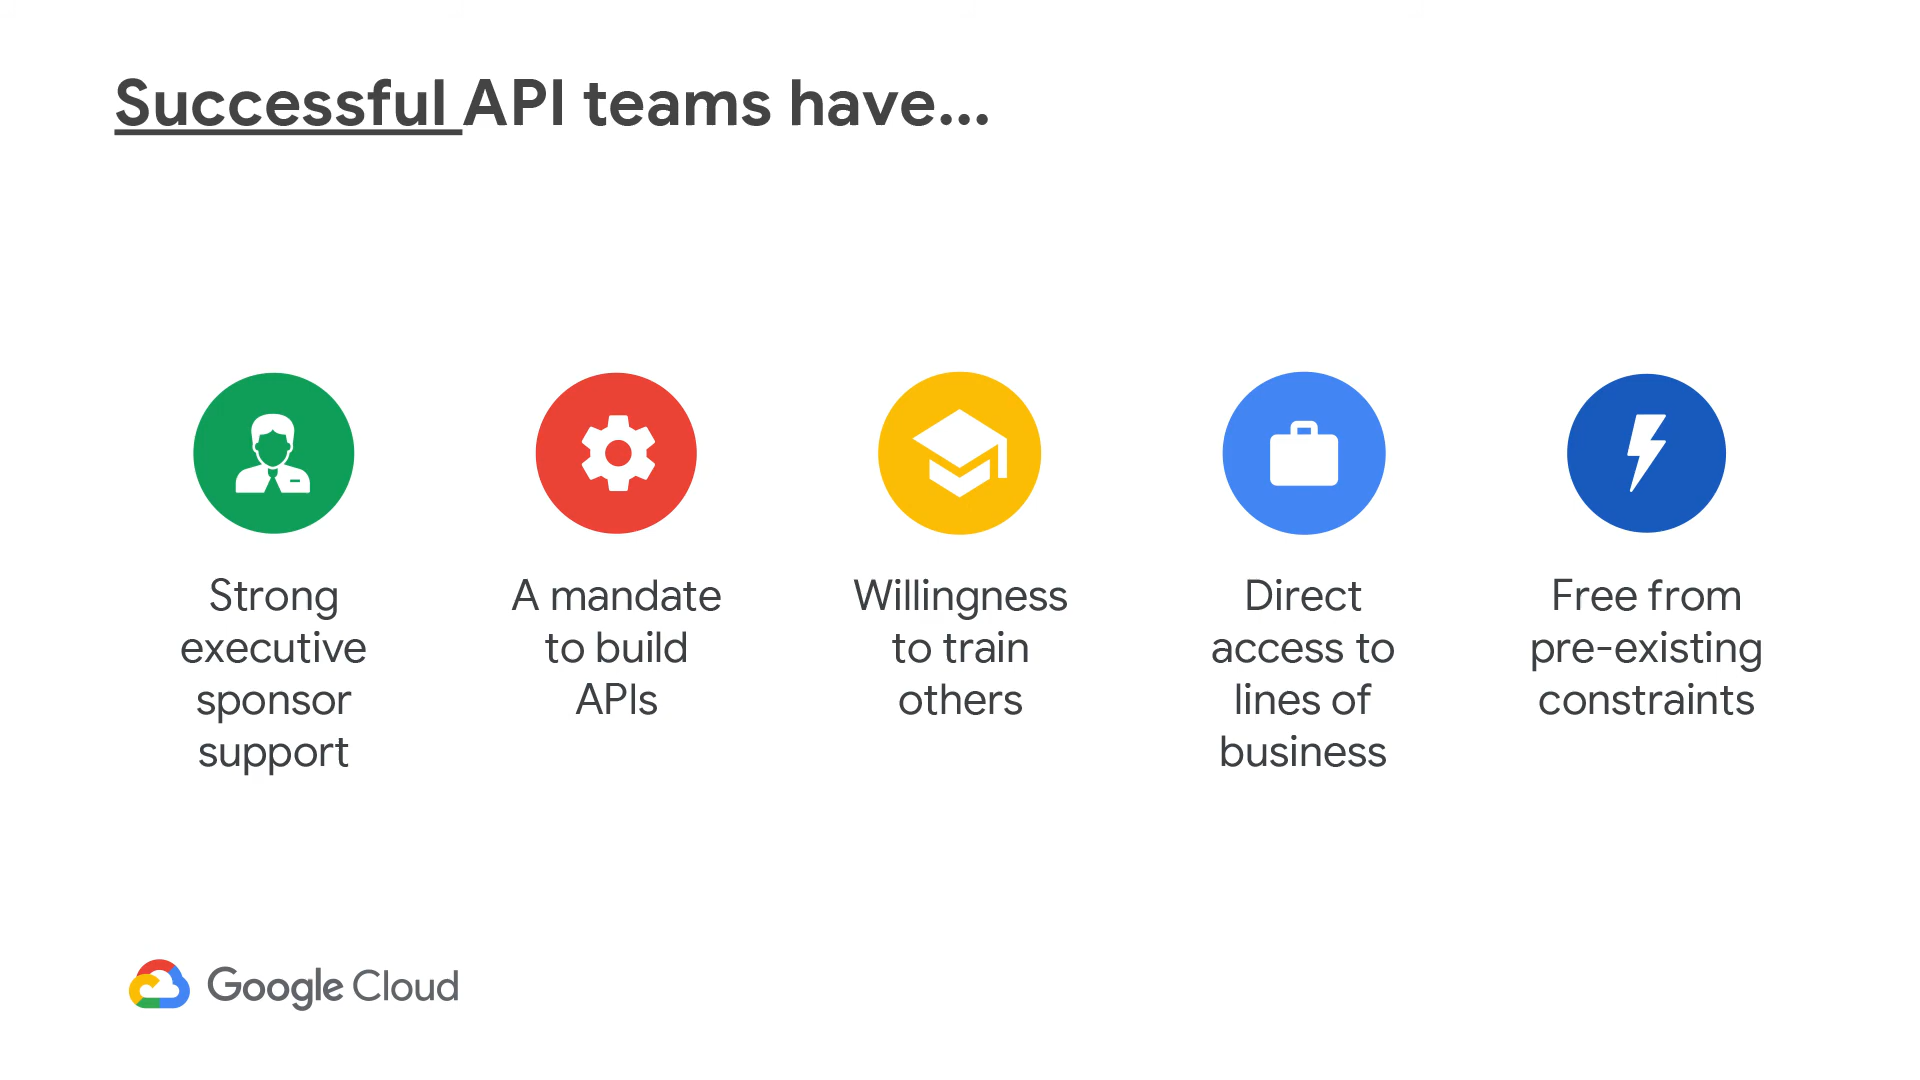 Successful API teams have...
Strong
executive
sponsor
support
A mandate
to build
APIs
Willingness
to train
others
Direct
access to
lines of
business
Free from
pre-existing
constraints
Google Cloud